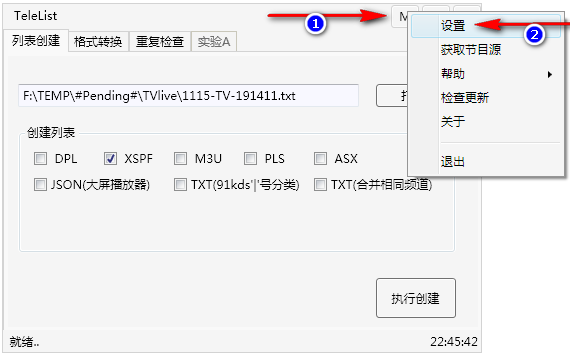 TeleList
1
M
设置
2
获取节目源
帮助
检查更新
关于
退出
列表创建 格式转换 重复检查 实验A
F:\TEMP\#Pending#\TVlive\1115-TV-191411.txt
创建列表
DPL XSPF M3U PLS ASX
JSON(大屏播放器) TXT(91kds'|'号分类) TXT(合并相同频道)
执行创建
就绪.. 22:45:42